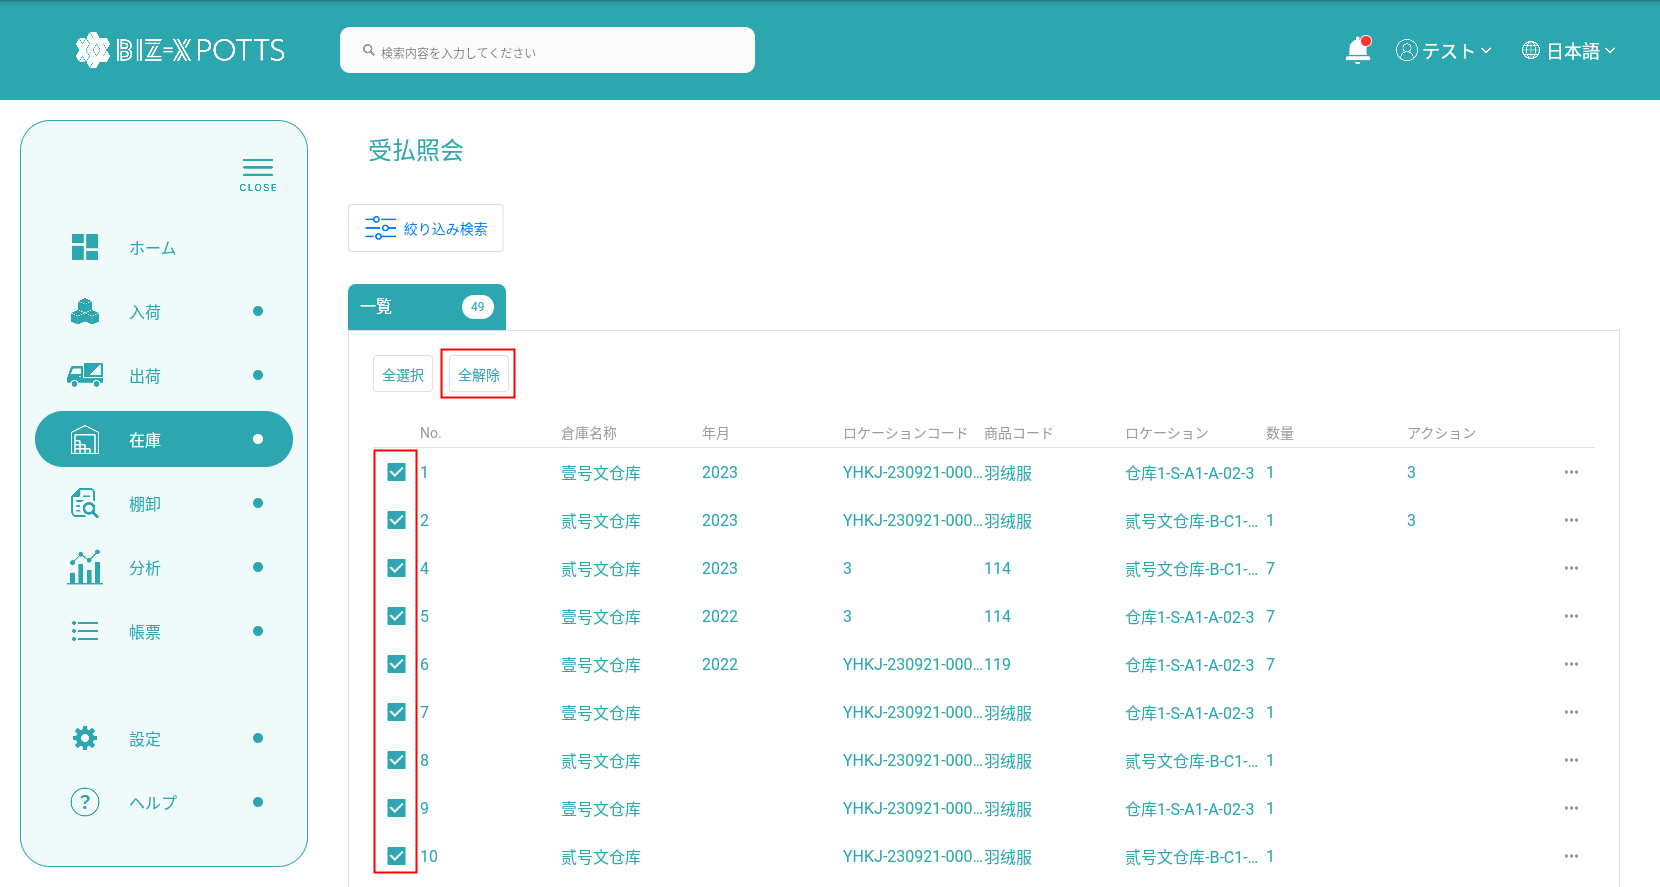 BIZ-X POTTS
検索内容を入力してください
テスト
日本語
CLOSE
ホーム
入荷
出荷
在庫
棚卸
分析
帳票
設定
ヘルプ
受払照会
絞り込み検索
一覧 49
全選択 全解除
No. 倉庫名称 年月 ロケーションコード 商品コード ロケーション 数量 アクション
1 壹号文仓库 2023 YHKJ-230921-000... 羽绒服 仓库1-S-A1-A-02-3 1 3
2 贰号文仓库 2023 YHKJ-230921-000... 羽绒服 贰号文仓库-B-C1-... 1 3
4 贰号文仓库 2023 3 114 贰号文仓库-B-C1-... 7
5 壹号文仓库 2022 3 114 仓库1-S-A1-A-02-3 7
6 壹号文仓库 2022 YHKJ-230921-000... 119 仓库1-S-A1-A-02-3 7
7 壹号文仓库 YHKJ-230921-000... 羽绒服 仓库1-S-A1-A-02-3 1
8 贰号文仓库 YHKJ-230921-000... 羽绒服 贰号文仓库-B-C1-... 1
9 壹号文仓库 YHKJ-230921-000... 羽绒服 仓库1-S-A1-A-02-3 1
10 贰号文仓库 YHKJ-230921-000... 羽绒服 贰号文仓库-B-C1-... 1